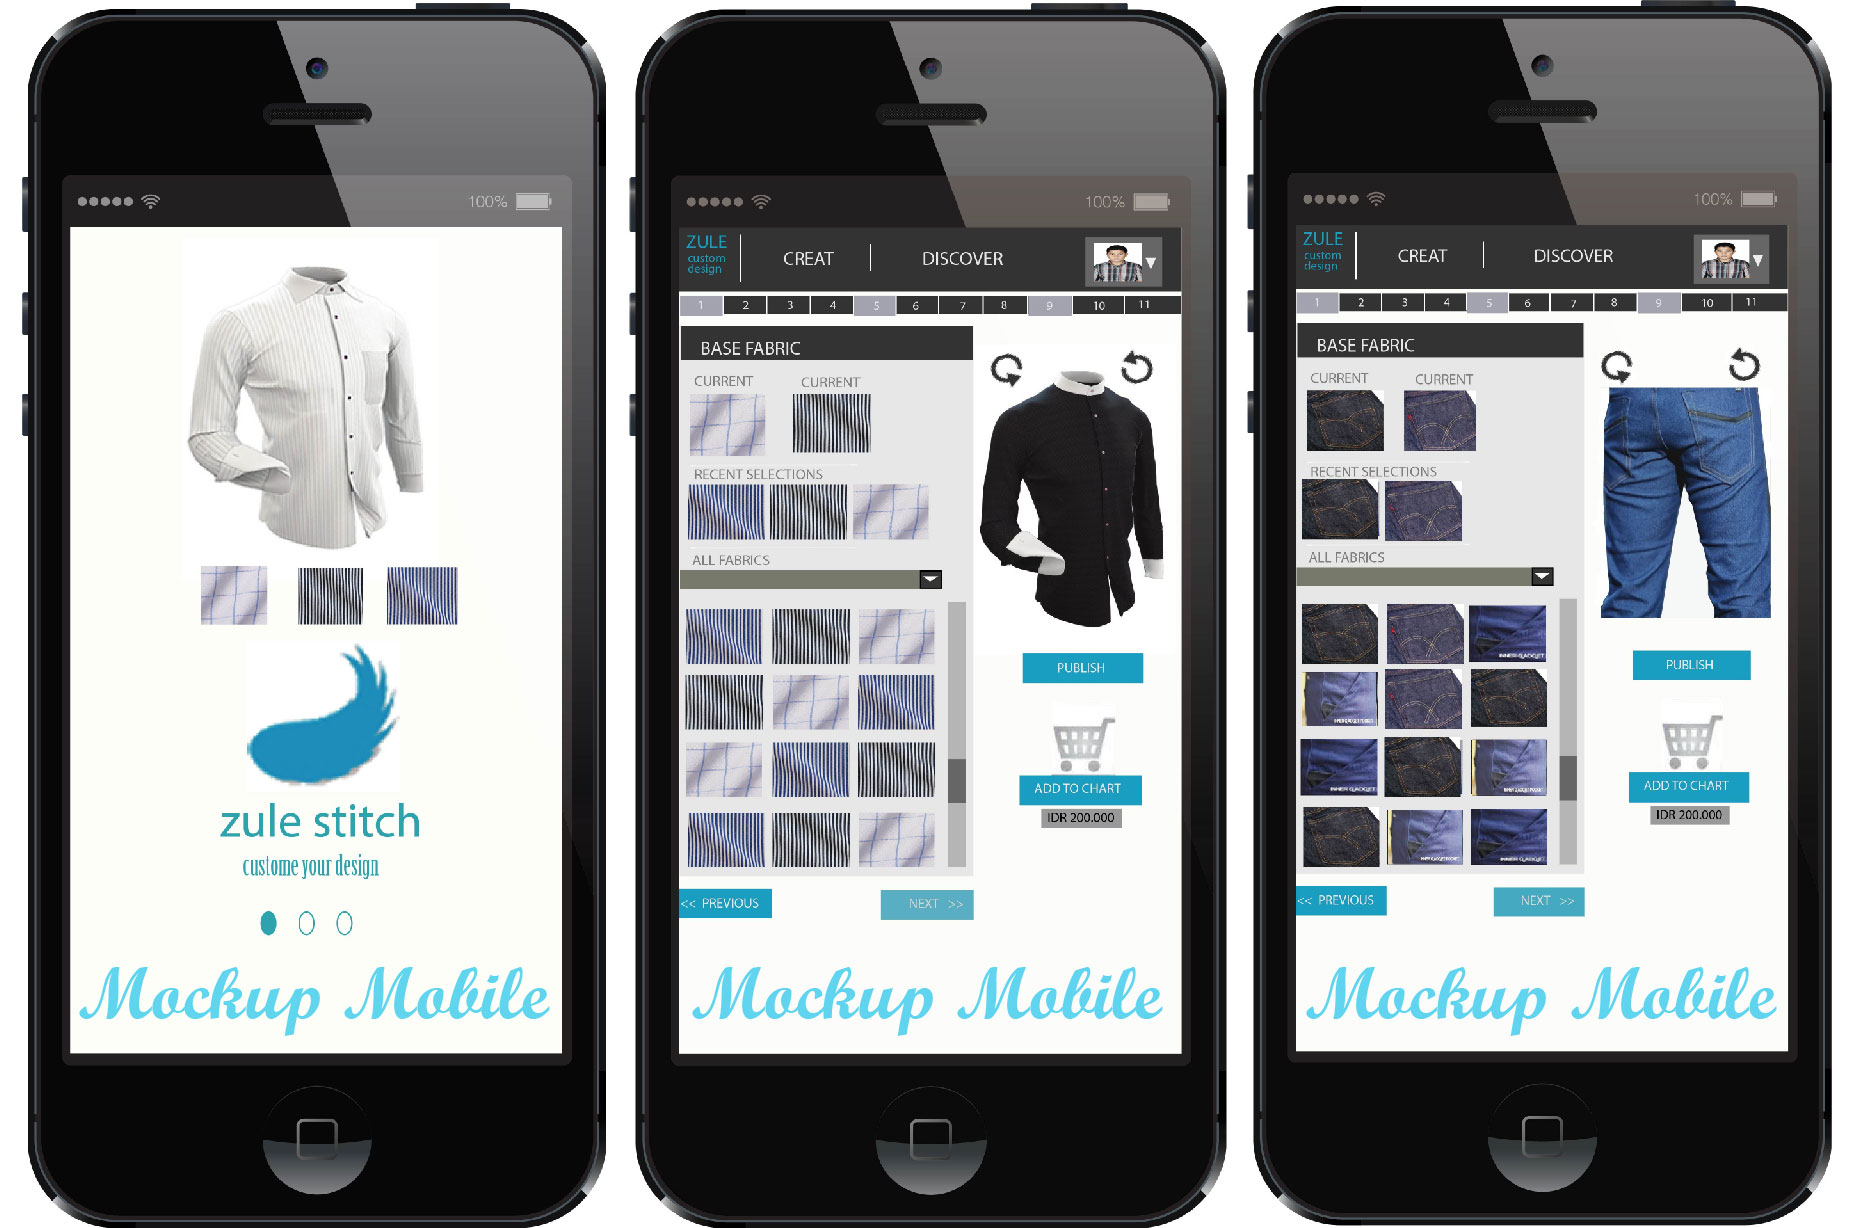 100%
zule stitch
custome your design
Mockup Mobile
100%
ZULE
custom
design
CREAT
DISCOVER
1 2 3 4 5 6 7 8 9 10 11
BASE FABRIC
CURRENT CURRENT
RECENT SELECTIONS
ALL FABRICS
PUBLISH
ADD TO CHART
IDR 200.000
<< PREVIOUS
NEXT >>
Mockup Mobile
100%
ZULE
custom
design
CREAT
DISCOVER
1 2 3 4 5 6 7 8 9 10 11
BASE FABRIC
CURRENT CURRENT
RECENT SELECTIONS
ALL FABRICS
PUBLISH
ADD TO CHART
IDR 200.000
<< PREVIOUS
NEXT >>
Mockup Mobile